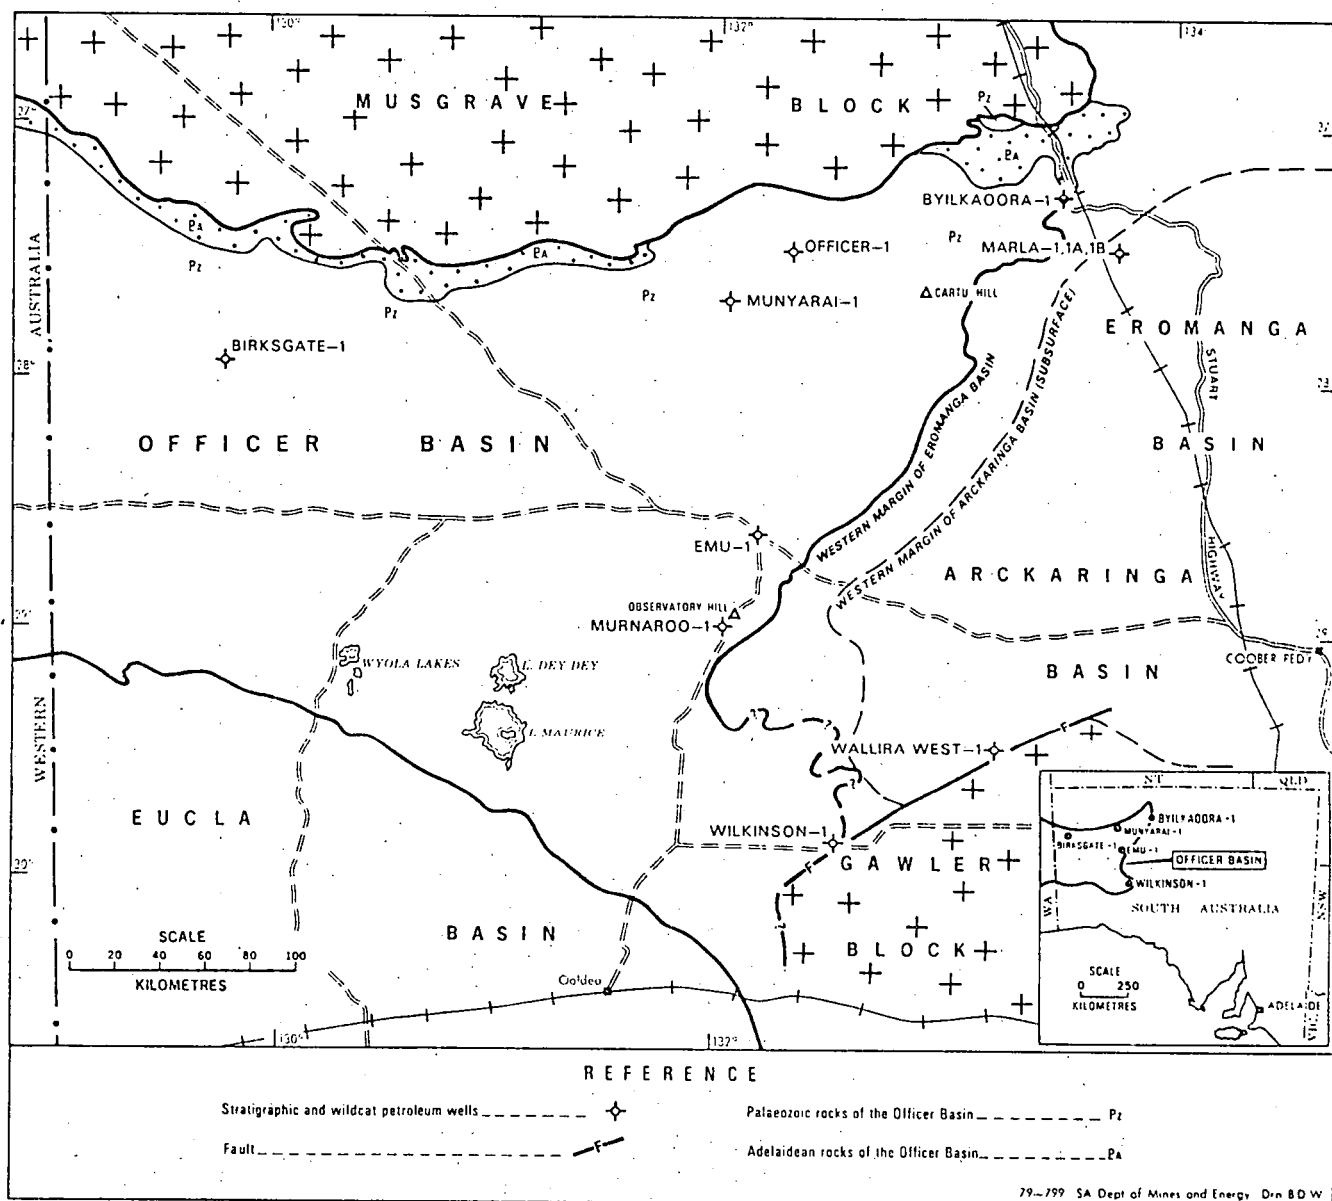 130°
132°
134°
MUSGRAVE BLOCK
27°
Pz
PA
BYILKAOORA-1
PA
Pz
OFFICER-1
MARLA-1,1A,1B
PA
Pz
MUNYARAI-1
CARTU HILL
Pz
AUSTRALIA
EROMANGA
BIRKSGATE-1
28°
STUART
OFFICER BASIN
BASIN
WESTERN MARGIN OF EROMANGA BASIN
WESTERN MARGIN OF ARCKARINGA BASIN (SUBSURFACE)
EMU-1
HIGHWAY
ARCKARINGA
OBSERVATORY HILL
29°
MURNAROO-1
WYOLA LAKES
L. DEY DEY
COOBER PEDY
BASIN
WESTERN
L. MAURICE
?
?
F
WALLIRA WEST-1
?
EUCLA
WILKINSON-1
GAWLER
F
BASIN
BLOCK
?
SCALE
0 20 40 60 80 100
KILOMETRES
Ooldea
130°
132°
NT
QLD
BYILKAOORA-1
MUNYARAI-1
BIRKSGATE-1
EMU-1
OFFICER BASIN
WILKINSON-1
WA
SOUTH AUSTRALIA
NSW
SCALE
0 250
KILOMETRES
ADELAIDE
VIC
REFERENCE
Stratigraphic and wildcat petroleum wells
Palaeozoic rocks of the Officer Basin Pz
Fault F
Adelaidean rocks of the Officer Basin PA
79-799 SA Dept of Mines and Energy Drn B D W